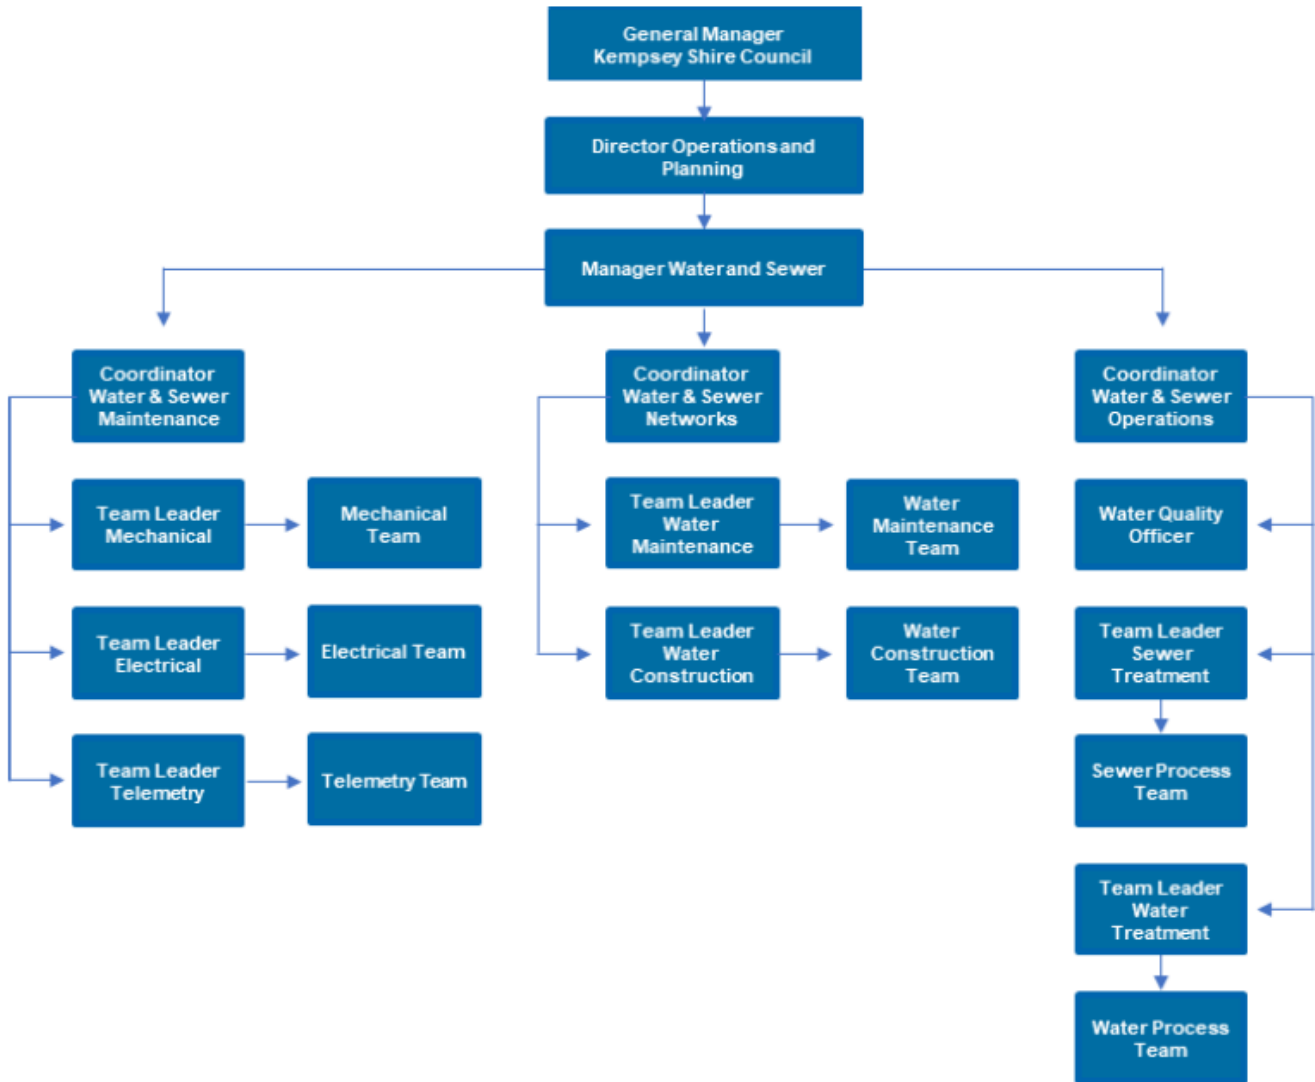 General Manager
Kempsey Shire Council
Director Operations and
Planning
Manager Water and Sewer
Coordinator
Water & Sewer
Maintenance
Coordinator
Water & Sewer
Networks
Coordinator
Water & Sewer
Operations
Team Leader
Mechanical
Mechanical
Team
Team Leader
Water
Maintenance
Water
Maintenance
Team
Water Quality
Officer
Team Leader
Electrical
Electrical Team
Team Leader
Water
Construction
Water
Construction
Team
Team Leader
Sewer
Treatment
Team Leader
Telemetry
Telemetry Team
Sewer Process
Team
Team Leader
Water
Treatment
Water Process
Team